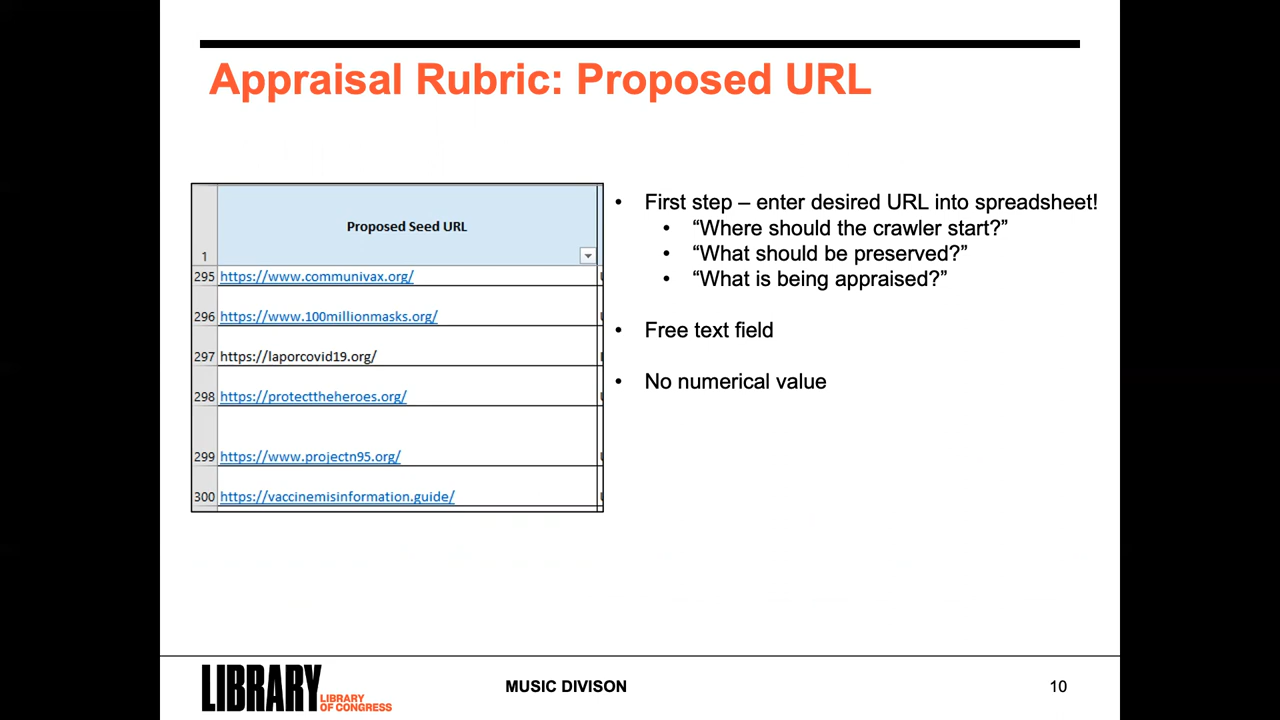 Appraisal Rubric: Proposed URL
Proposed Seed URL
1
295 https://www.communivax.org/
296 https://www.100millionmasks.org/
297 https://laporcovid19.org/
298 https://protecttheheroes.org/
299 https://www.projectn95.org/
300 https://vaccinemisinformation.guide/
• First step – enter desired URL into spreadsheet!
• “Where should the crawler start?”
• “What should be preserved?”
• “What is being appraised?”
• Free text field
• No numerical value
LIBRARY
LIBRARY
OF CONGRESS
MUSIC DIVISON
10